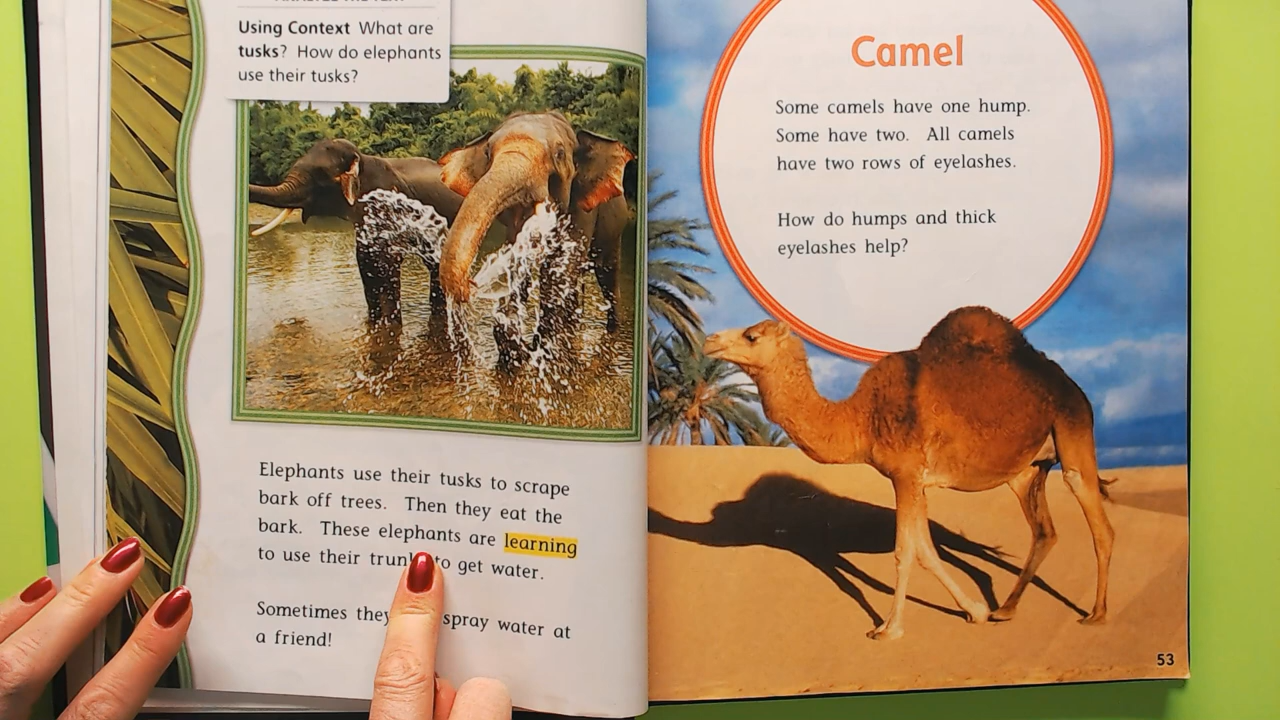 Using Context What are
tusks? How do elephants
use their tusks?
Elephants use their tusks to scrape
bark off trees. Then they eat the
bark. These elephants are learning
to use their to get water.
Sometimes they spray water at
a friend!
Camel
Some camels have one hump.
Some have two. All camels
have two rows of eyelashes.
How do humps and thick
eyelashes help?
53